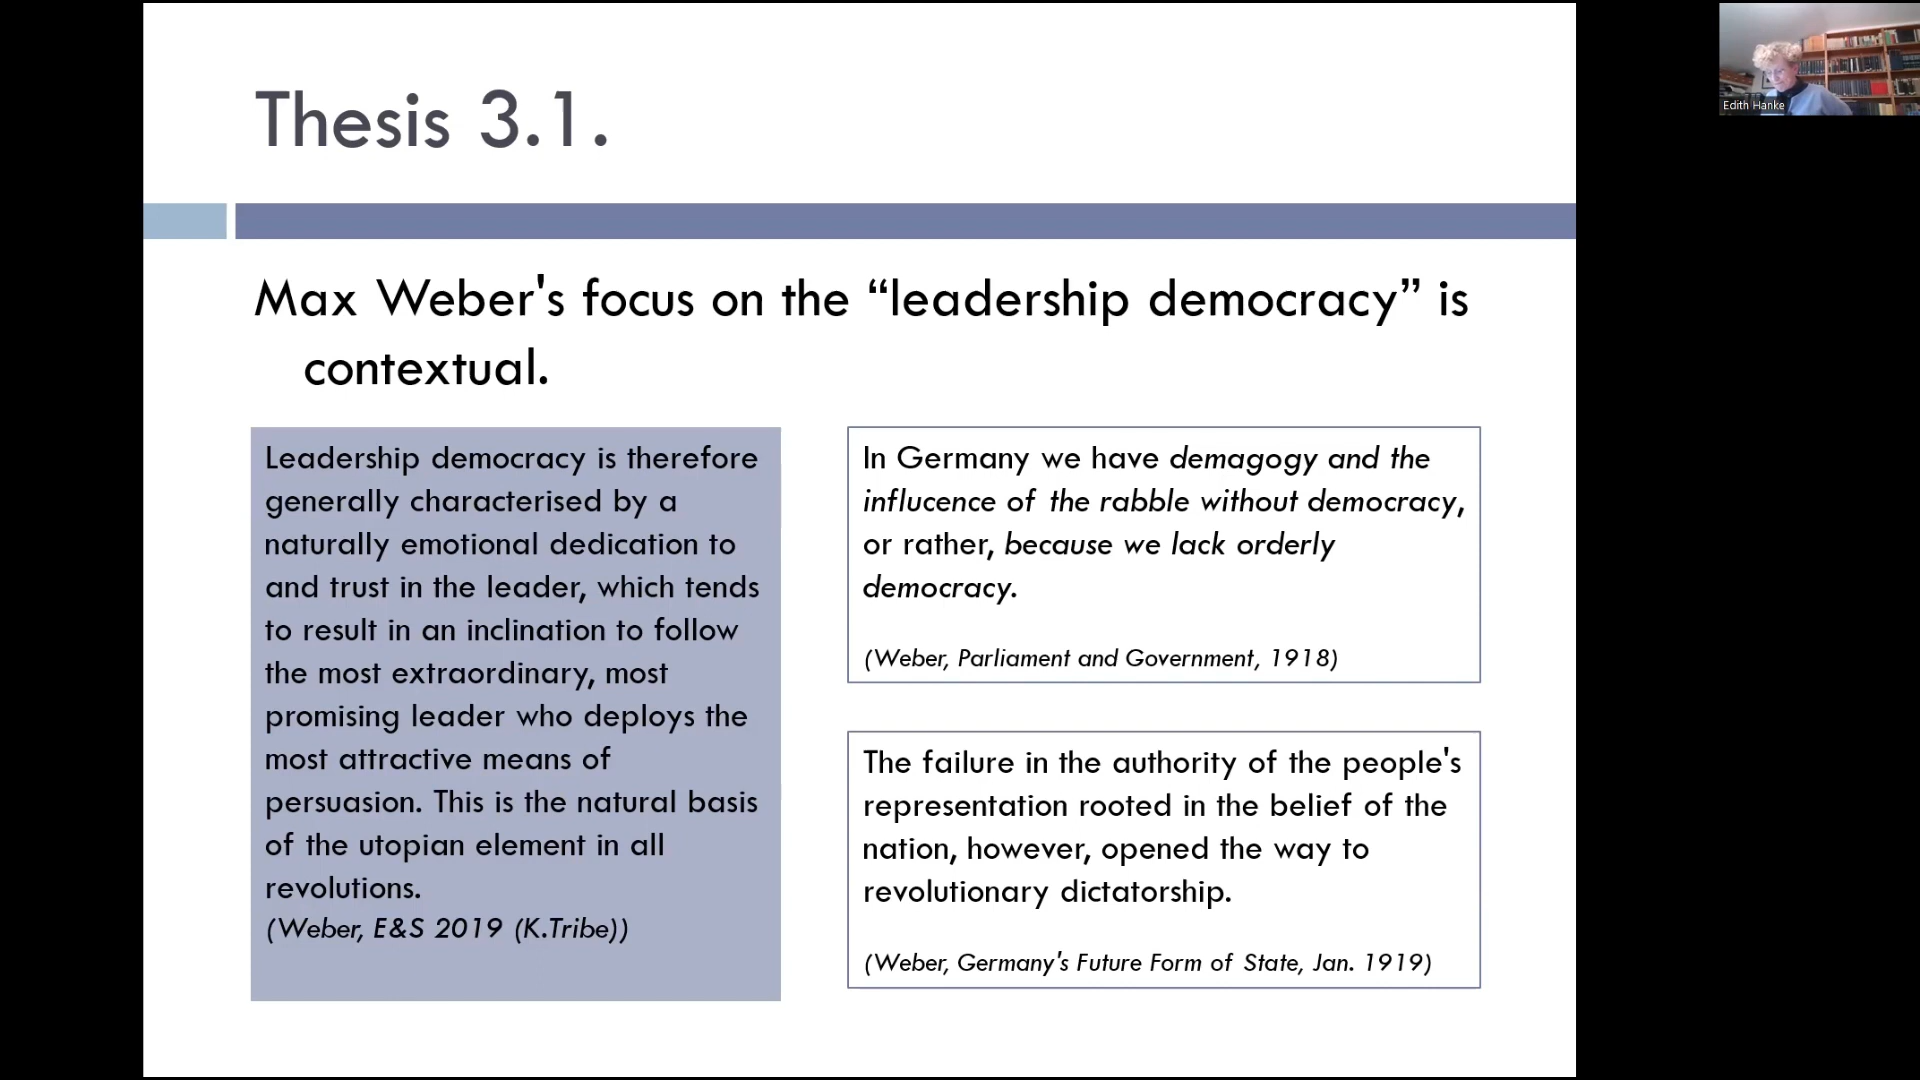 Thesis 3.1.
Max Weber's focus on the “leadership democracy” is
contextual.
Leadership democracy is therefore
generally characterised by a
naturally emotional dedication to
and trust in the leader, which tends
to result in an inclination to follow
the most extraordinary, most
promising leader who deploys the
most attractive means of
persuasion. This is the natural basis
of the utopian element in all
revolutions.
(Weber, E&S 2019 (K.Tribe))
In Germany we have demagogy and the
influcence of the rabble without democracy,
or rather, because we lack orderly
democracy.
(Weber, Parliament and Government, 1918)
The failure in the authority of the people's
representation rooted in the belief of the
nation, however, opened the way to
revolutionary dictatorship.
(Weber, Germany's Future Form of State, Jan. 1919)
Edith Hanke